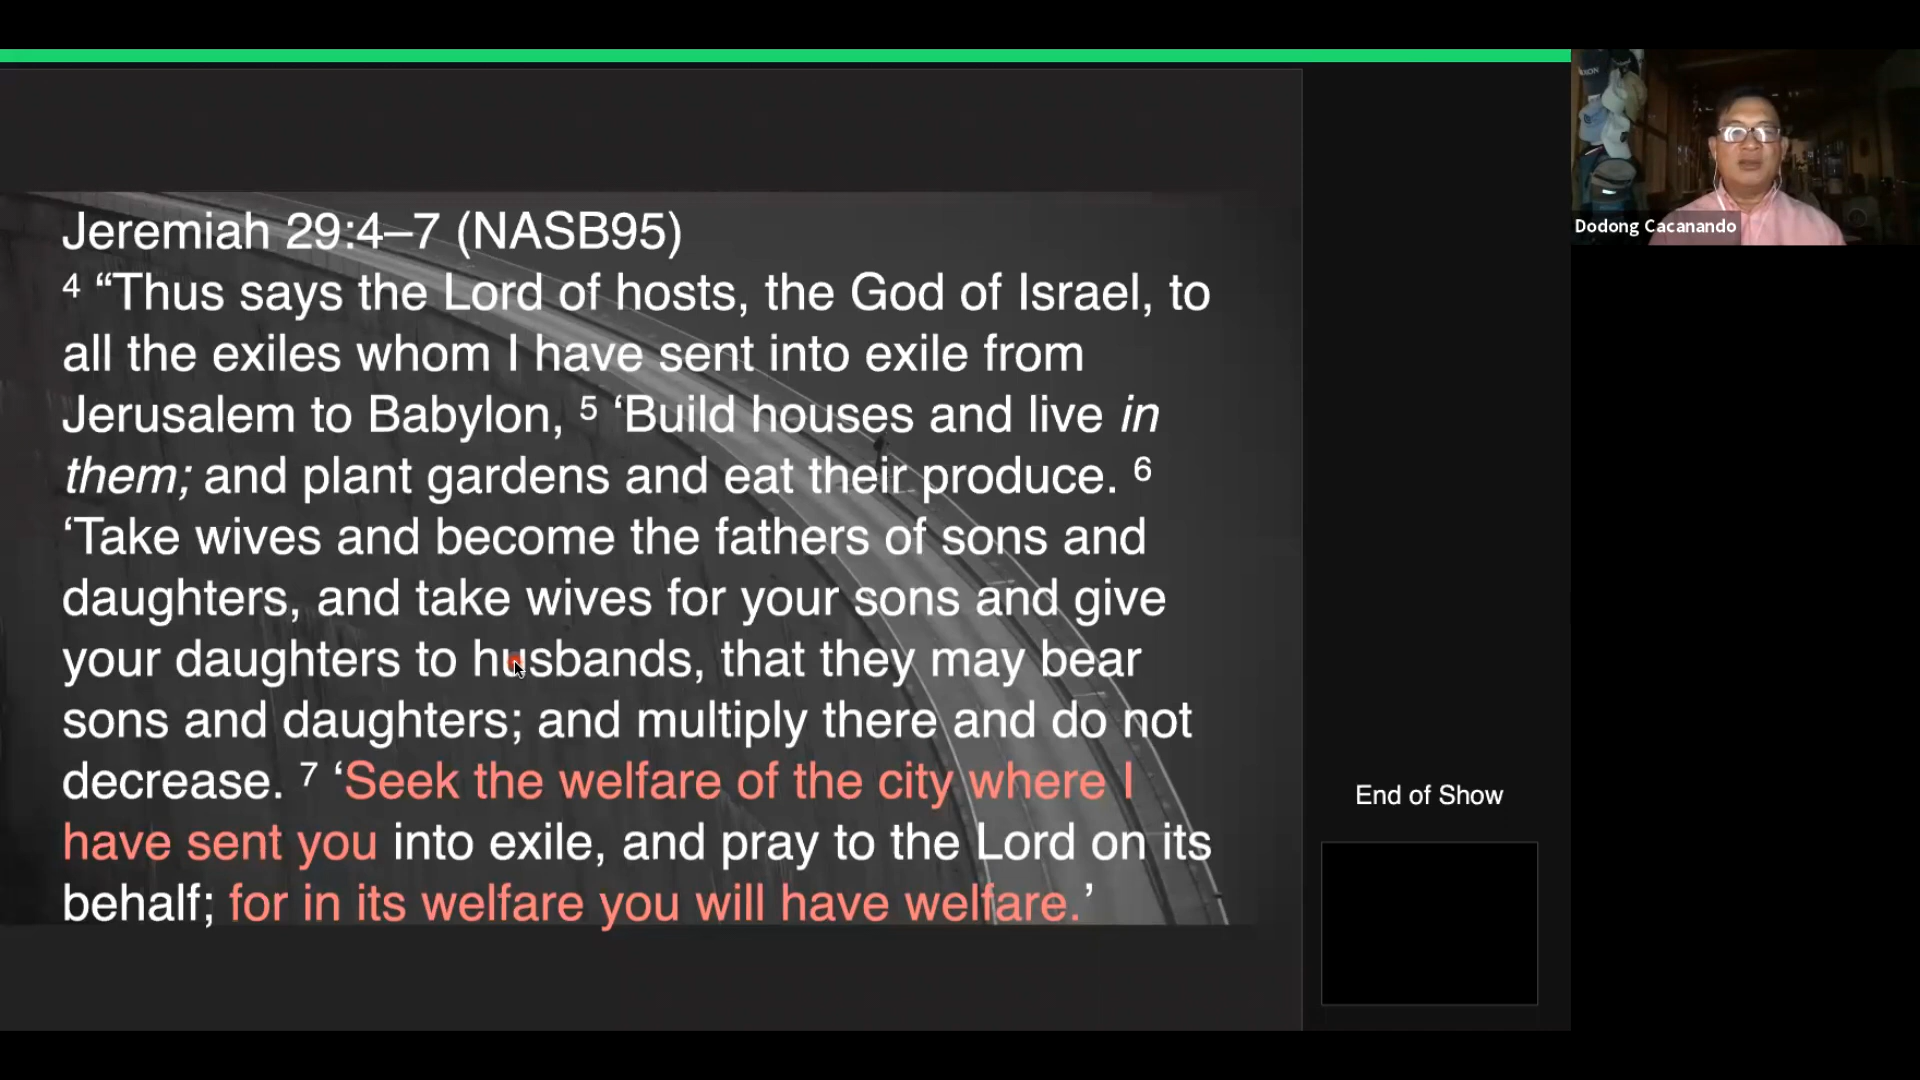 Jeremiah 29:4–7 (NASB95)
4 “Thus says the Lord of hosts, the God of Israel, to
all the exiles whom I have sent into exile from
Jerusalem to Babylon, 5 ‘Build houses and live in
them; and plant gardens and eat their produce. 6
‘Take wives and become the fathers of sons and
daughters, and take wives for your sons and give
your daughters to husbands, that they may bear
sons and daughters; and multiply there and do not
decrease. 7 ‘Seek the welfare of the city where I
have sent you into exile, and pray to the Lord on its
behalf; for in its welfare you will have welfare.’
End of Show
Dodong Cacanando